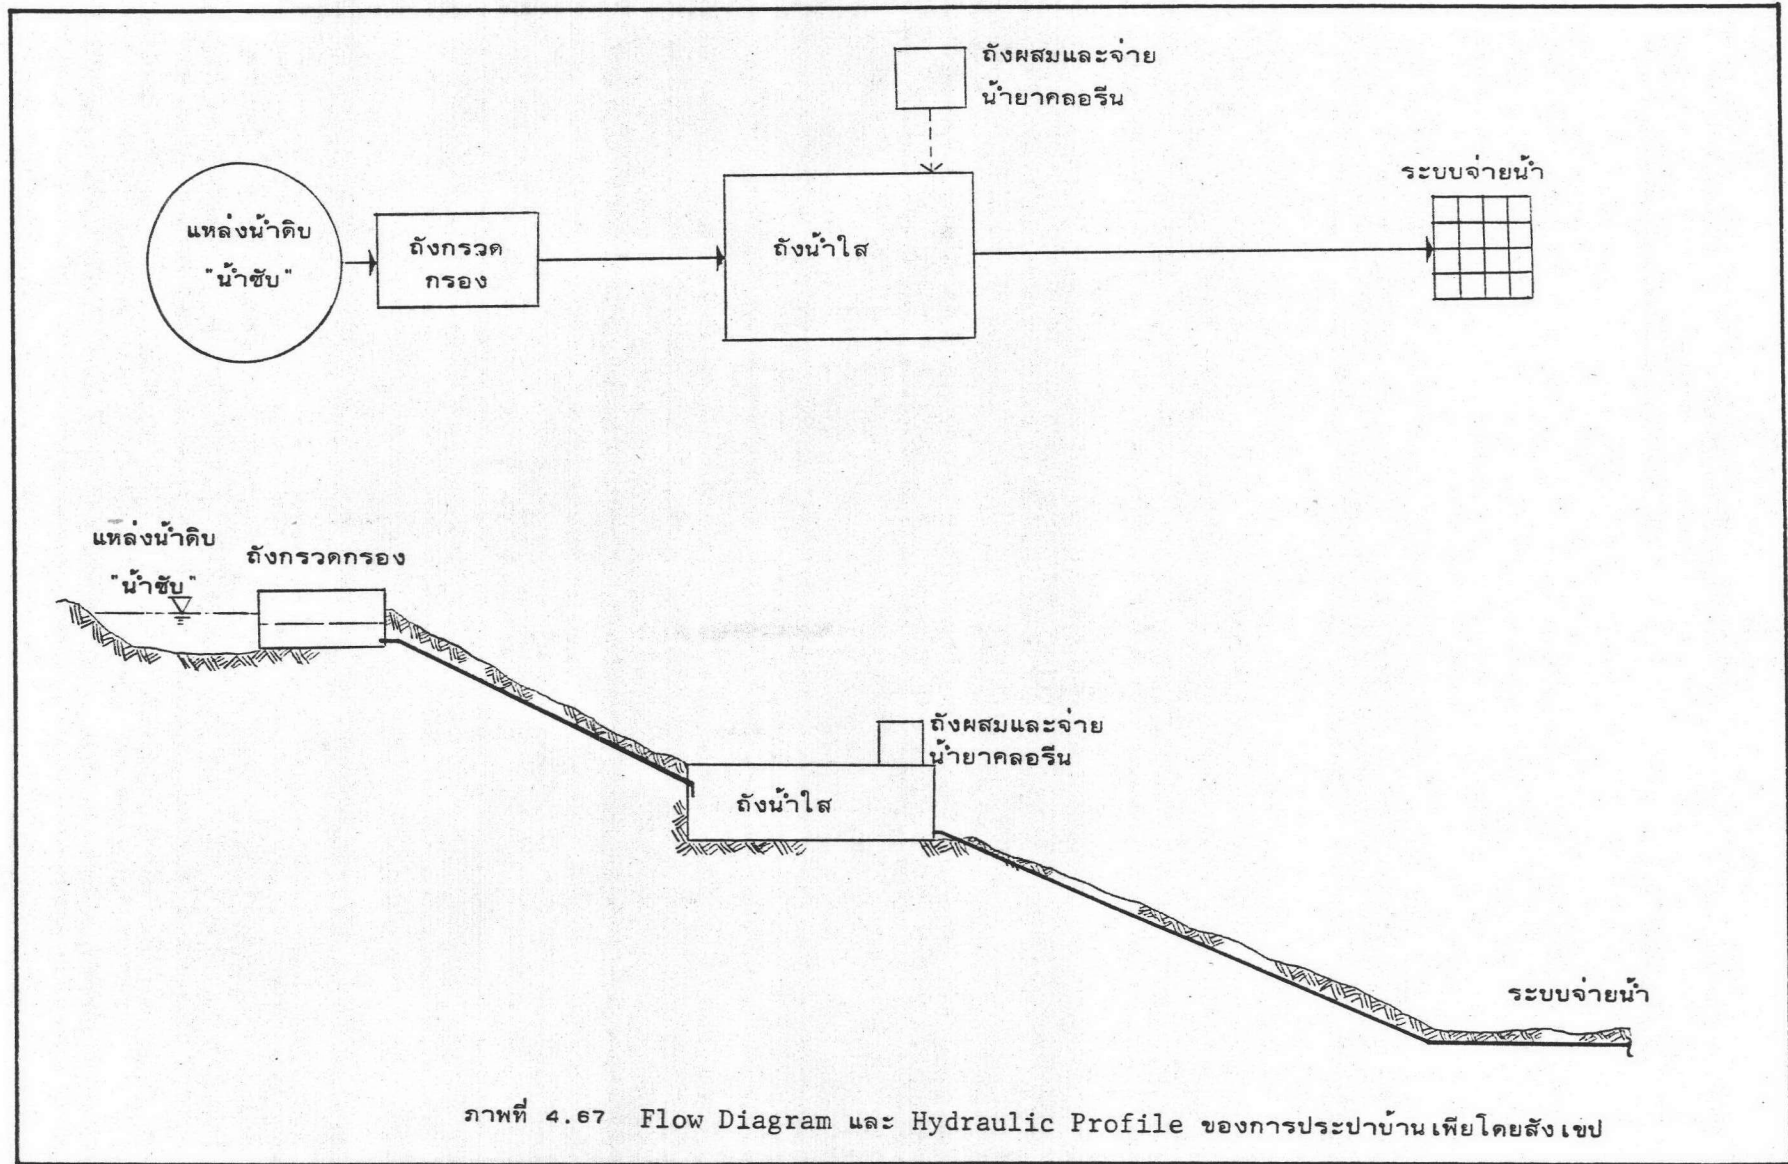 ถังผสมและจ่าย
น้ำยาคลอรีน
ระบบจ่ายน้ำ
แหล่งน้ำดิบ
"น้ำซับ"
ถังกรวด
กรอง
ถังน้ำใส
แหล่งน้ำดิบ
"น้ำซับ"
ถังกรวดกรอง
ถังผสมและจ่าย
น้ำยาคลอรีน
ถังน้ำใส
ระบบจ่ายน้ำ
ภาพที่ 4.67 Flow Diagram และ Hydraulic Profile ของการประปาบ้านเพียโดยสังเขป